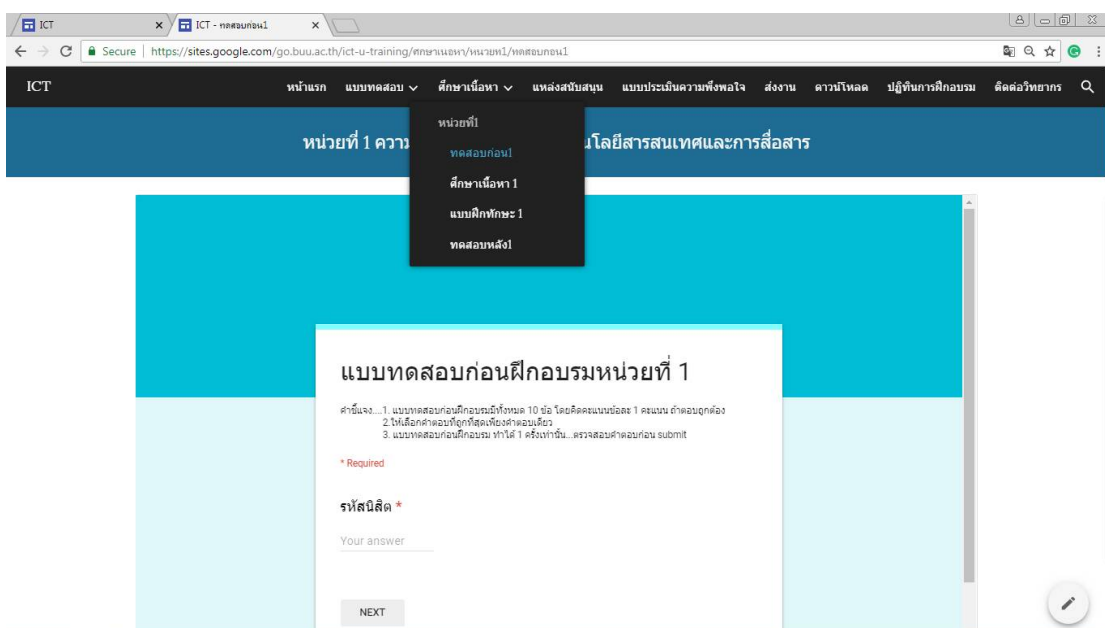 ICT
ICT - ทดสอบก่อน1
Secure | https://sites.google.com/go.buu.ac.th/ict-u-training/ศึกษาเนื้อหา/หน่วยที่1/ทดสอบก่อน1
ICT หน้าแรก แบบทดสอบ ศึกษาเนื้อหา แหล่งสนับสนุน แบบประเมินความพึงพอใจ ส่งงาน ดาวน์โหลด ปฏิทินการฝึกอบรม ติดต่อวิทยากร
หน่วยที่1
หน่วยที่ 1 ความ นโลยีสารสนเทศและการสื่อสาร
ทดสอบก่อน1
ศึกษาเนื้อหา 1
แบบฝึกทักษะ 1
ทดสอบหลัง1
แบบทดสอบก่อนฝึกอบรมหน่วยที่ 1
คำชี้แจง....1. แบบทดสอบก่อนฝึกอบรมมีทั้งหมด 10 ข้อ โดยคิดคะแนนข้อละ 1 คะแนน ถ้าตอบถูกต้อง
2.ให้เลือกคำตอบที่ถูกที่สุดเพียงคำตอบเดียว
3. แบบทดสอบก่อนฝึกอบรม ทำได้ 1 ครั้งเท่านั้น...ตรวจสอบคำตอบก่อน submit
* Required
รหัสนิสิต *
Your answer
NEXT